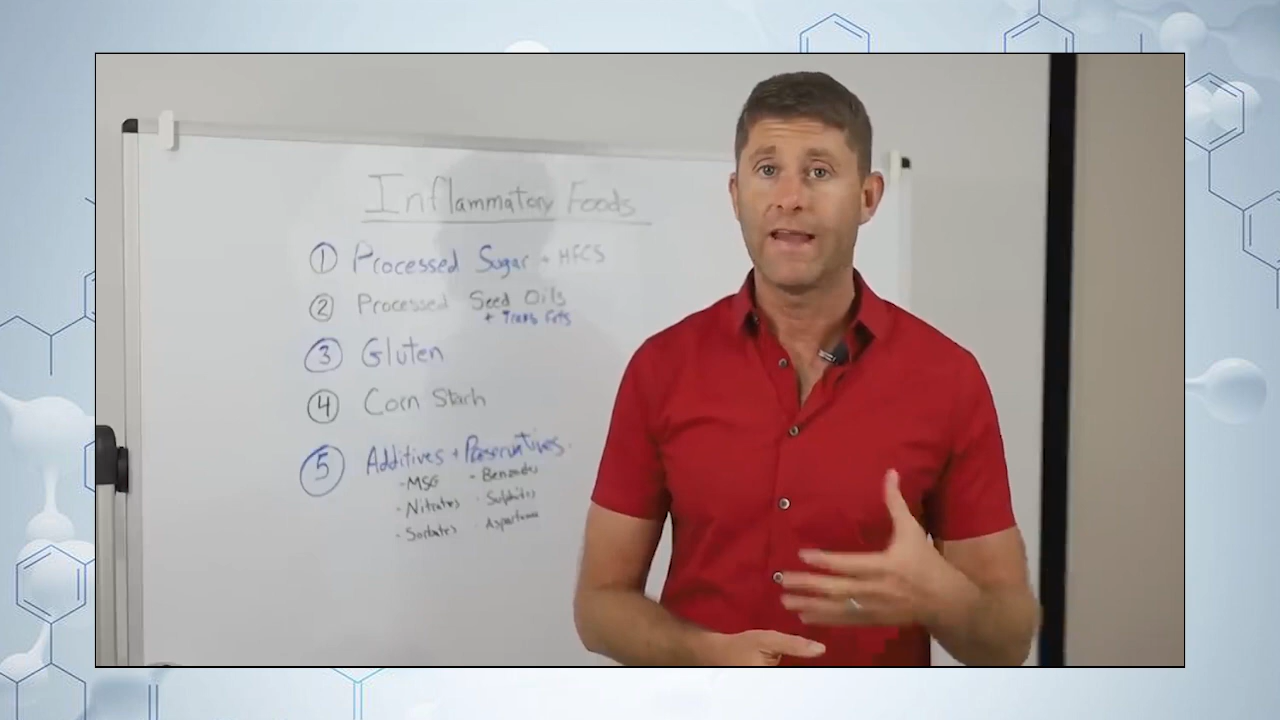 Inflammatory Foods
① Processed Sugar + HFCS
② Processed Seed Oils
+ Trans Fats
③ Gluten
④ Corn Starch
⑤ Additives + Preservatives
- MSG - Benzoates
- Nitrates - Sulphites
- Sorbates - Aspartame